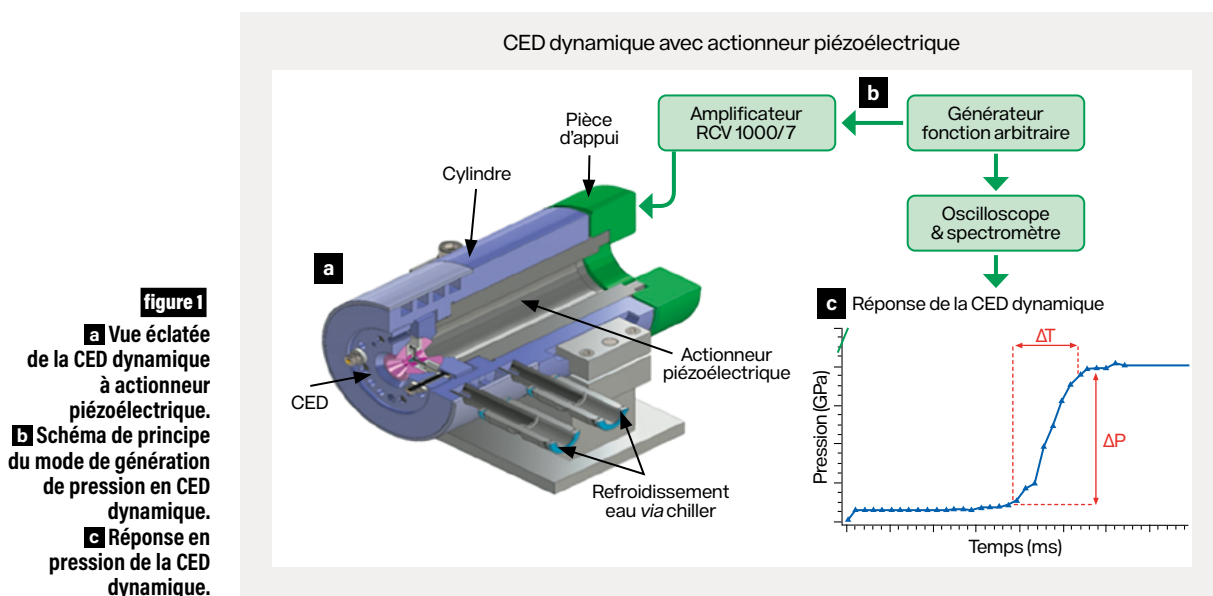 CED dynamique avec actionneur piézoélectrique
figure 1
a Vue éclatée
de la CED dynamique
à actionneur
piézoélectrique.
b Schéma de principe
du mode de génération
de pression en CED
dynamique.
c Réponse en
pression de la CED
dynamique.
a
Cylindre
Pièce
d'appui
CED
Actionneur
piézoélectrique
Refroidissement
eau via chiller
b
Amplificateur
RCV 1000/7
Générateur
fonction arbitraire
Oscilloscope
& spectromètre
c Réponse de la CED dynamique
ΔT
ΔP
Pression (GPa)
Temps (ms)